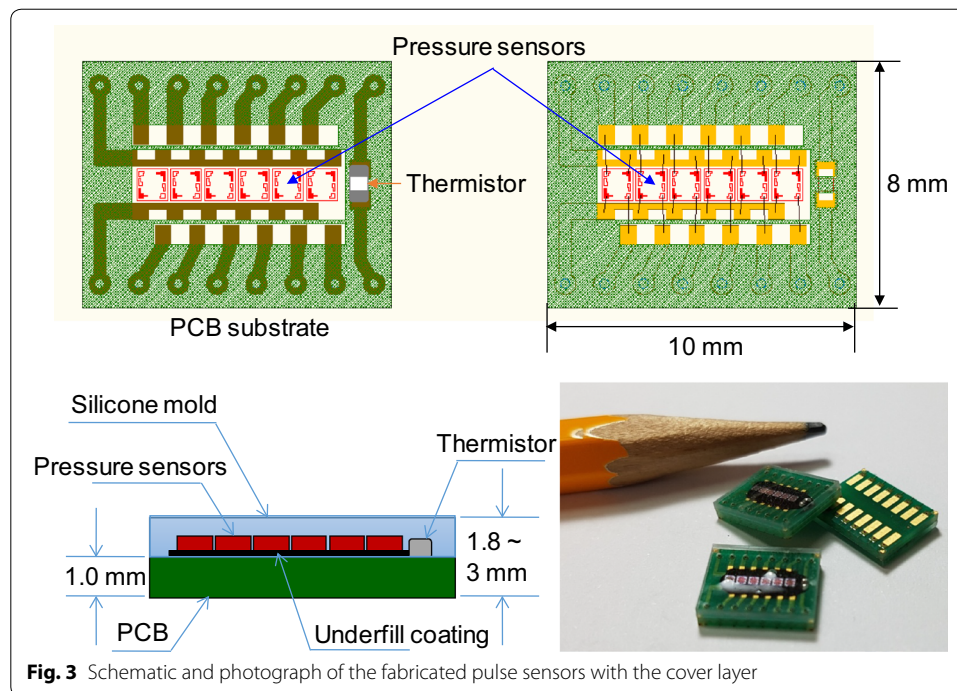 Pressure sensors
Thermistor
8 mm
PCB substrate
10 mm
Silicone mold
Thermistor
Pressure sensors
1.8 ~
3 mm
1.0 mm
PCB
Underfill coating
Fig. 3 Schematic and photograph of the fabricated pulse sensors with the cover layer